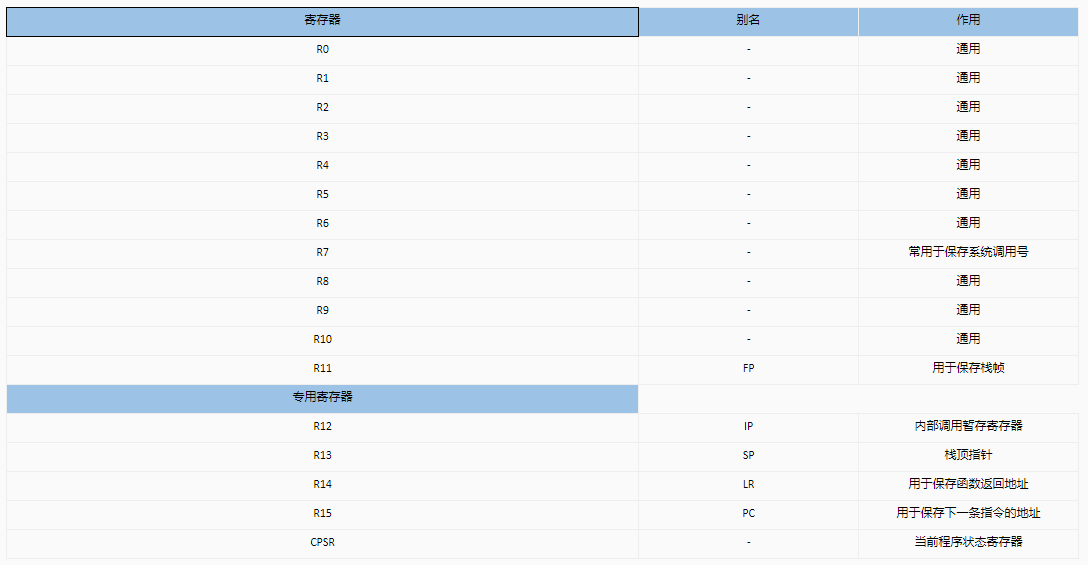 寄存器 别名 作用
R0 - 通用
R1 - 通用
R2 - 通用
R3 - 通用
R4 - 通用
R5 - 通用
R6 - 通用
R7 - 常用于保存系统调用号
R8 - 通用
R9 - 通用
R10 - 通用
R11 FP 用于保存栈帧
专用寄存器
R12 IP 内部调用暂存寄存器
R13 SP 栈顶指针
R14 LR 用于保存函数返回地址
R15 PC 用于保存下一条指令的地址
CPSR - 当前程序状态寄存器